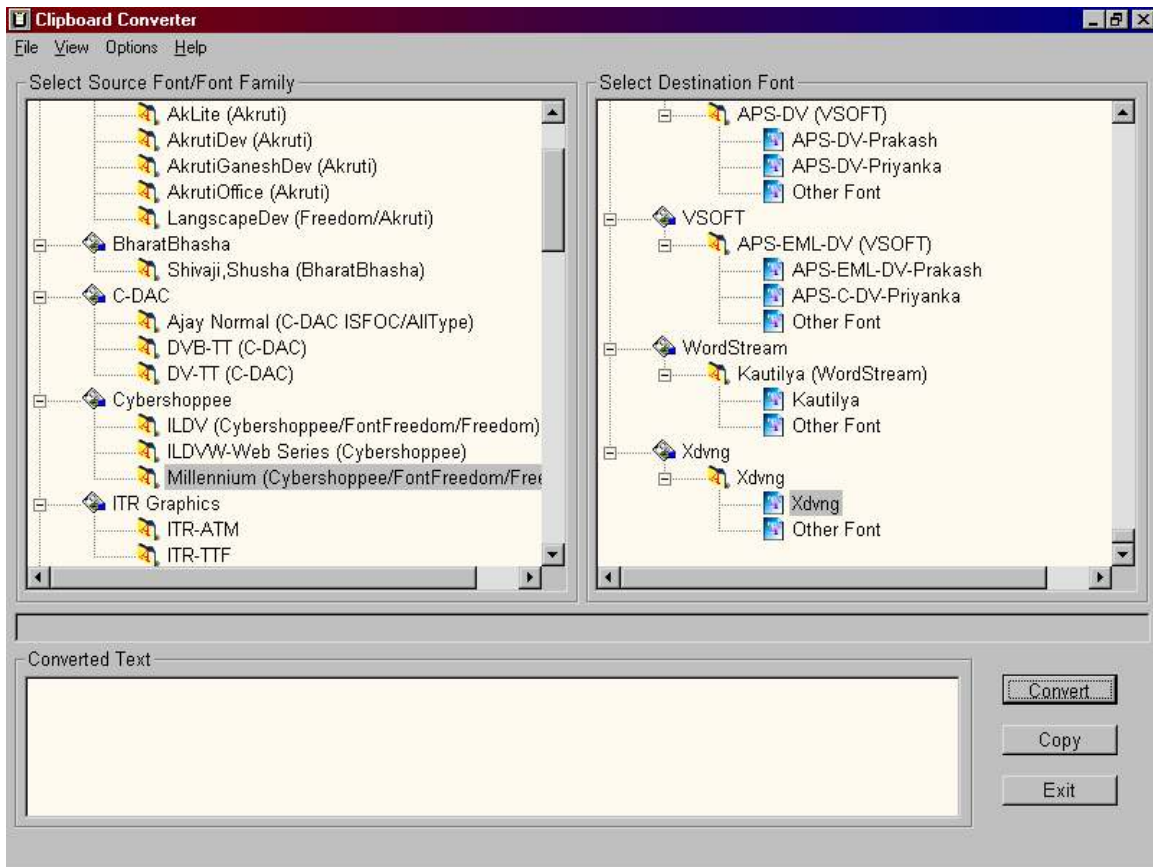 Clipboard Converter
File View Options Help
Select Source Font/Font Family
AkLite (Akruti)
AkrutiDev (Akruti)
AkrutiGaneshDev (Akruti)
AkrutiOffice (Akruti)
LangscapeDev (Freedom/Akruti)
BharatBhasha
Shivaji,Shusha (BharatBhasha)
C-DAC
Ajay Normal (C-DAC ISFOC/AllType)
DVB-TT (C-DAC)
DV-TT (C-DAC)
Cybershoppee
ILDV (Cybershoppee/FontFreedom/Freedom)
ILDVW-Web Series (Cybershoppee)
Millennium (Cybershoppee/FontFreedom/Free
ITR Graphics
ITR-ATM
ITR-TTF
Select Destination Font
APS-DV (VSOFT)
APS-DV-Prakash
APS-DV-Priyanka
Other Font
VSOFT
APS-EML-DV (VSOFT)
APS-EML-DV-Prakash
APS-C-DV-Priyanka
Other Font
WordStream
Kautilya (WordStream)
Kautilya
Other Font
Xdvng
Xdvng
Xdvng
Other Font
Converted Text
Convert
Copy
Exit